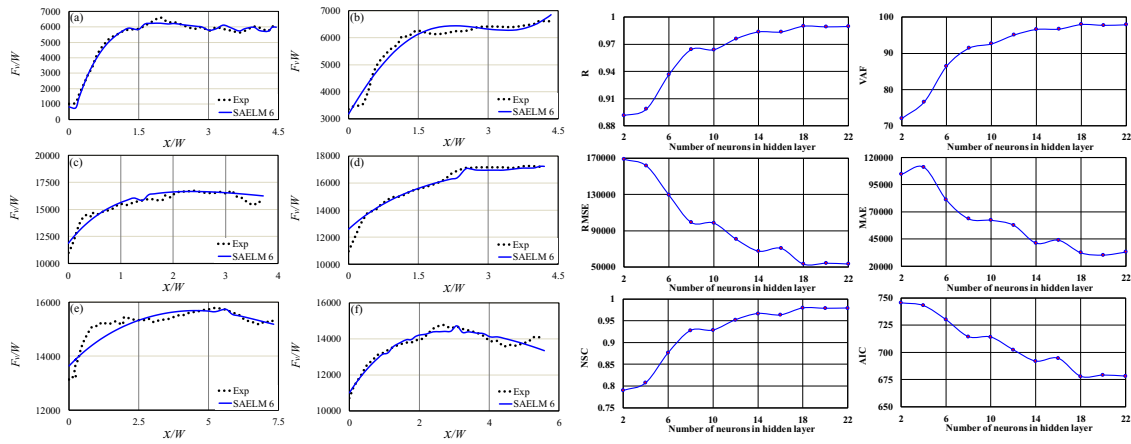 (a)
Fv/W
7000
6000
5000
4000
3000
2000
1000
0
0 1.5 3 4.5
X/W
Exp
SAELM 6
(b)
Fv/W
7000
6000
5000
4000
3000
0 1.5 3 4.5
X/W
Exp
SAELM 6
R
1
0.97
0.94
0.91
0.88
2 6 10 14 18 22
Number of neurons in hidden layer
VAF
100
90
80
70
2 6 10 14 18 22
Number of neurons in hidden layer
(c)
Fv/W
20000
17500
15000
12500
10000
0 1 2 3 4
X/W
Exp
SAELM 6
(d)
Fv/W
18000
16000
14000
12000
10000
0 1.5 3 4.5 6
X/W
Exp
SAELM 6
RMSE
170000
130000
90000
50000
2 6 10 14 18 22
Number of neurons in hidden layer
MAE
120000
95000
70000
45000
20000
2 6 10 14 18 22
Number of neurons in hidden layer
(e)
Fv/W
16000
14000
12000
0 2.5 5 7.5
X/W
Exp
SAELM 6
(f)
Fv/W
16000
14000
12000
10000
0 2 4 6
X/W
Exp
SAELM 6
NSC
1
0.95
0.9
0.85
0.8
0.75
2 6 10 14 18 22
Number of neurons in hidden layer
AIC
750
725
700
675
650
2 6 10 14 18 22
Number of neurons in hidden layer